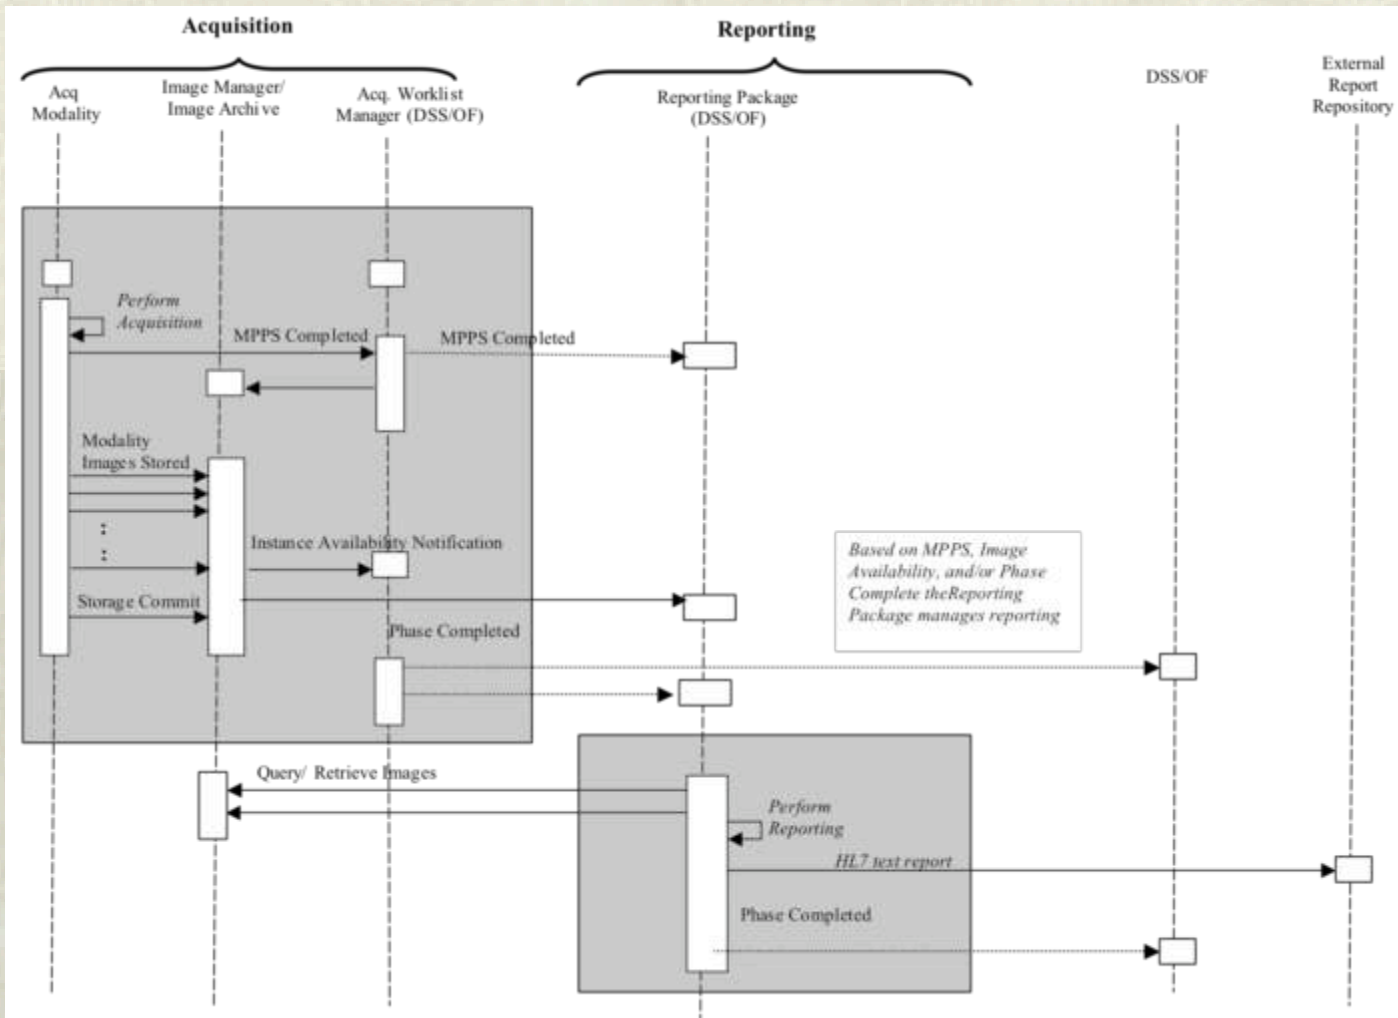 Acquisition
Reporting
Acq
Modality
Image Manager/
Image Archive
Acq. Worklist
Manager (DSS/OF)
Reporting Package
(DSS/OF)
DSS/OF
External
Report
Repository
Perform
Acquisition
MPPS Completed
MPPS Completed
Modality
Images Stored
:
:
Instance Availability Notification
Storage Commit
Phase Completed
Based on MPPS, Image
Availability, and/or Phase
Complete theReporting
Package manages reporting
Query/ Retrieve Images
Perform
Reporting
HL7 text report
Phase Completed